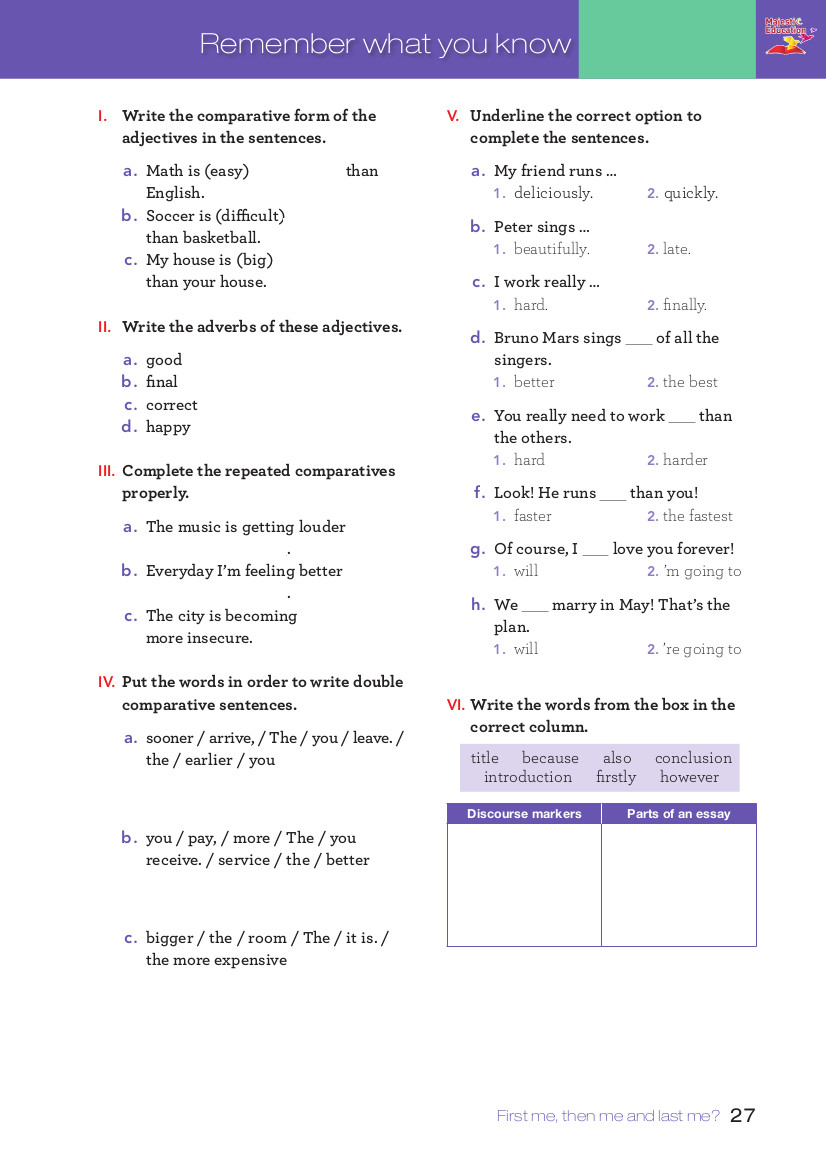 Remember what you know
Majestic
Education
I. Write the comparative form of the
adjectives in the sentences.
a. Math is (easy) than
English.
b. Soccer is (difficult)
than basketball.
c. My house is (big)
than your house.
II. Write the adverbs of these adjectives.
a. good
b. final
c. correct
d. happy
III. Complete the repeated comparatives
properly.
a. The music is getting louder
.
b. Everyday I'm feeling better
.
c. The city is becoming
more insecure.
IV. Put the words in order to write double
comparative sentences.
a. sooner / arrive, / The / you / leave. /
the / earlier / you
b. you / pay, / more / The / you
receive. / service / the / better
c. bigger / the / room / The / it is. /
the more expensive
V. Underline the correct option to
complete the sentences.
a. My friend runs ...
1. deliciously. 2. quickly.
b. Peter sings ...
1. beautifully. 2. late.
c. I work really ...
1. hard. 2. finally.
d. Bruno Mars sings ___ of all the
singers.
1. better 2. the best
e. You really need to work ___ than
the others.
1. hard 2. harder
f. Look! He runs ___ than you!
1. faster 2. the fastest
g. Of course, I ___ love you forever!
1. will 2. 'm going to
h. We ___ marry in May! That's the
plan.
1. will 2. 're going to
VI. Write the words from the box in the
correct column.
title because also conclusion
introduction firstly however
Discourse markers Parts of an essay
First me, then me and last me? 27